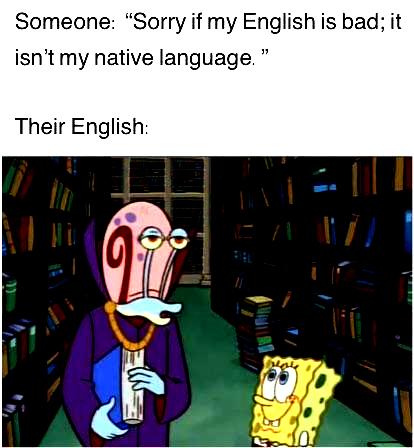 Someone: “Sorry if my English is bad; it
isn’t my native language. ”
Their English: